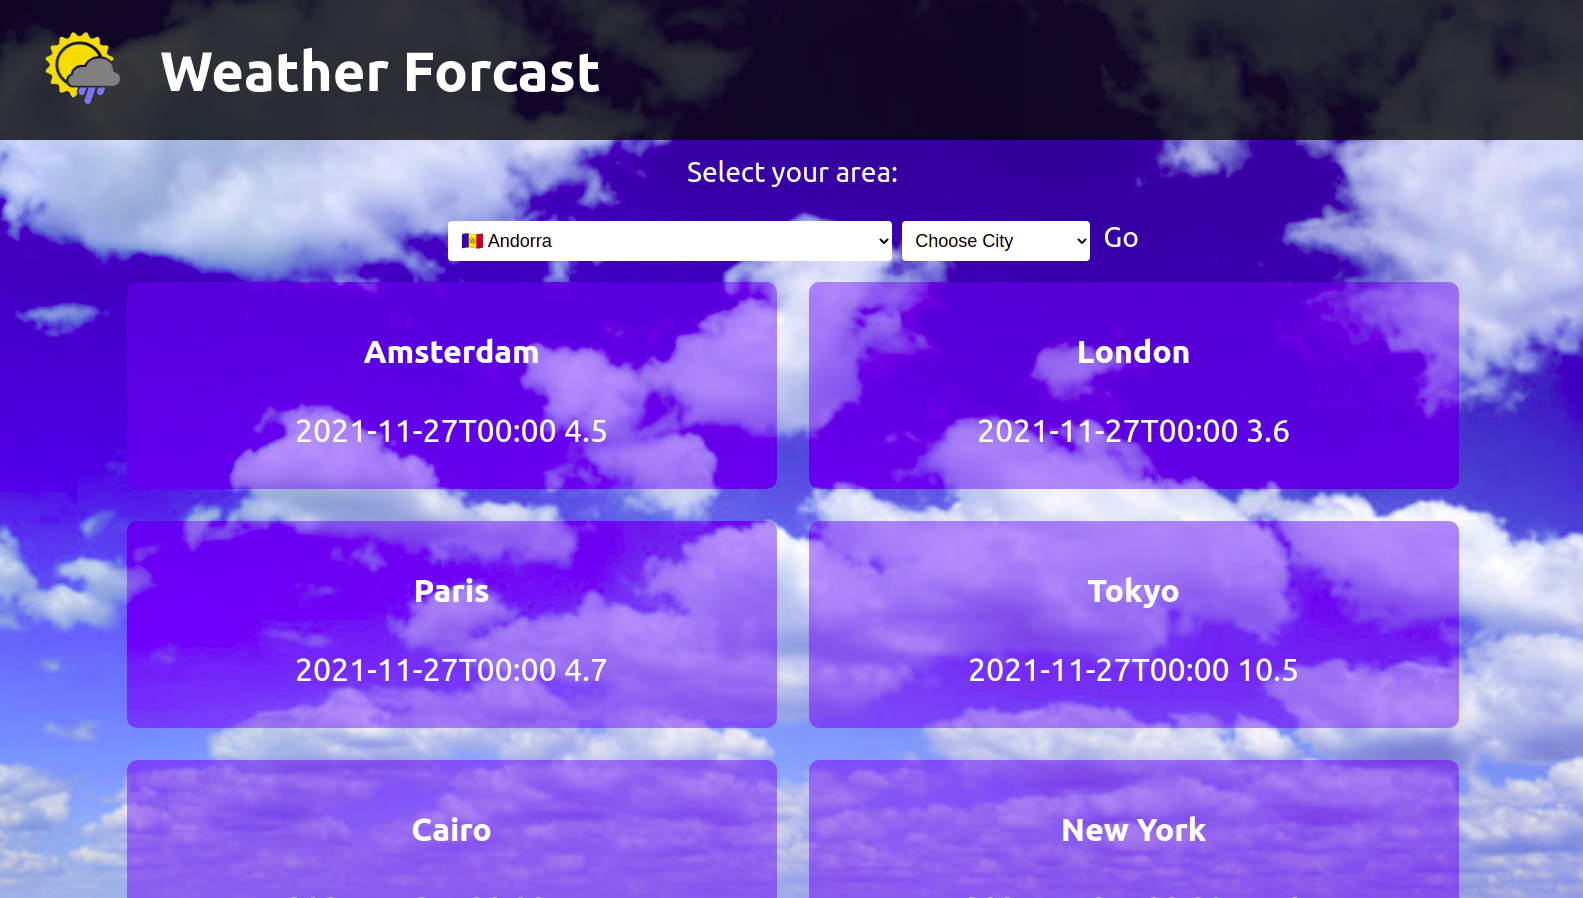 Weather Forcast
Select your area:
Andorra
Choose City
Go
Amsterdam
2021-11-27T00:00 4.5
London
2021-11-27T00:00 3.6
Paris
2021-11-27T00:00 4.7
Tokyo
2021-11-27T00:00 10.5
Cairo
New York